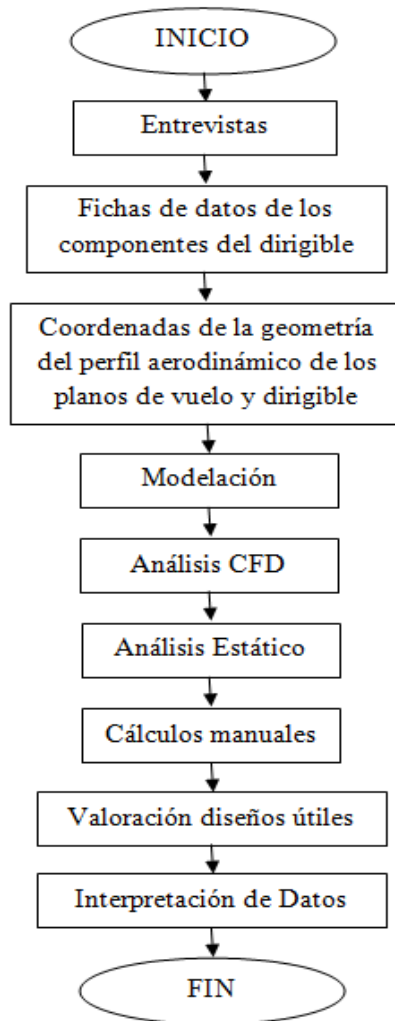 INICIO
Entrevistas
Fichas de datos de los
componentes del dirigible
Coordenadas de la geometría
del perfil aerodinámico de los
planos de vuelo y dirigible
Modelación
Análisis CFD
Análisis Estático
Cálculos manuales
Valoración diseños útiles
Interpretación de Datos
FIN